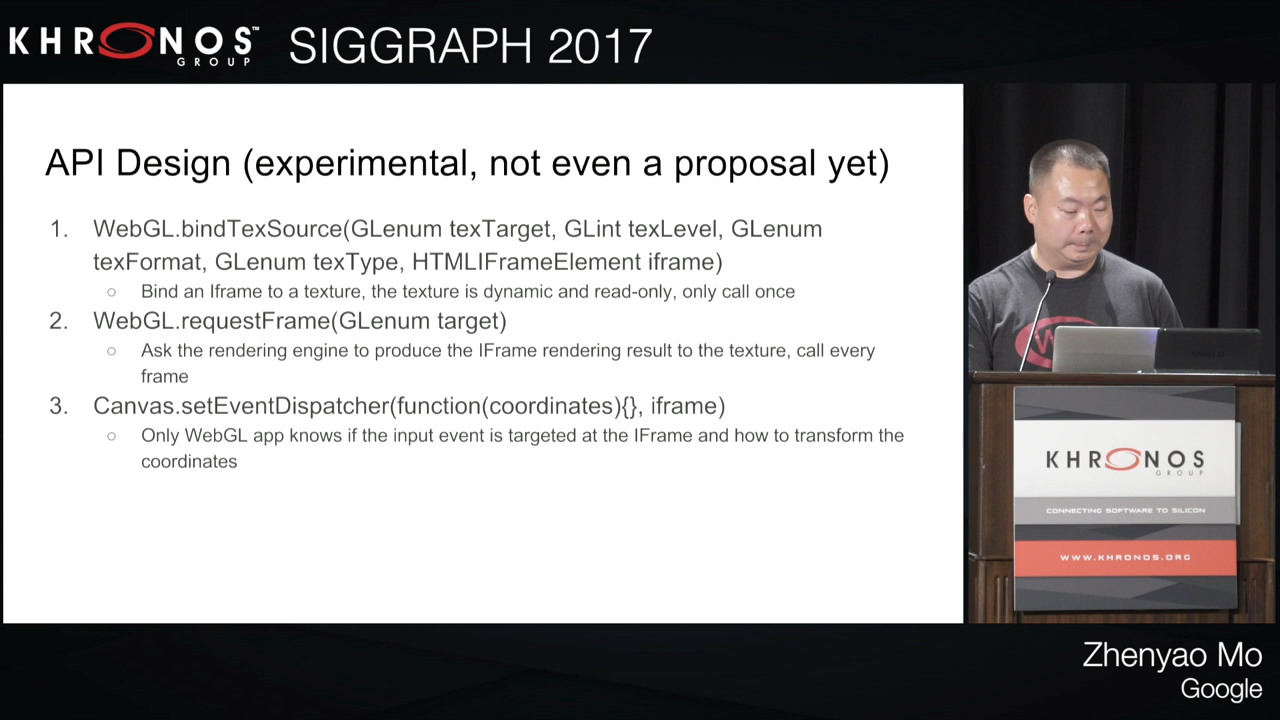 KHRONOS™ GROUP SIGGRAPH 2017
API Design (experimental, not even a proposal yet)
1. WebGL.bindTexSource(GLenum texTarget, GLint texLevel, GLenum
texFormat, GLenum texType, HTMLIFrameElement iframe)
○ Bind an Iframe to a texture, the texture is dynamic and read-only, only call once
2. WebGL.requestFrame(GLenum target)
○ Ask the rendering engine to produce the IFrame rendering result to the texture, call every
frame
3. Canvas.setEventDispatcher(function(coordinates){}, iframe)
○ Only WebGL app knows if the input event is targeted at the IFrame and how to transform the
coordinates
KHRONOS
GROUP
CONNECTING SOFTWARE TO SILICON
WWW.KHRONOS.ORG
Zhenyao Mo
Google